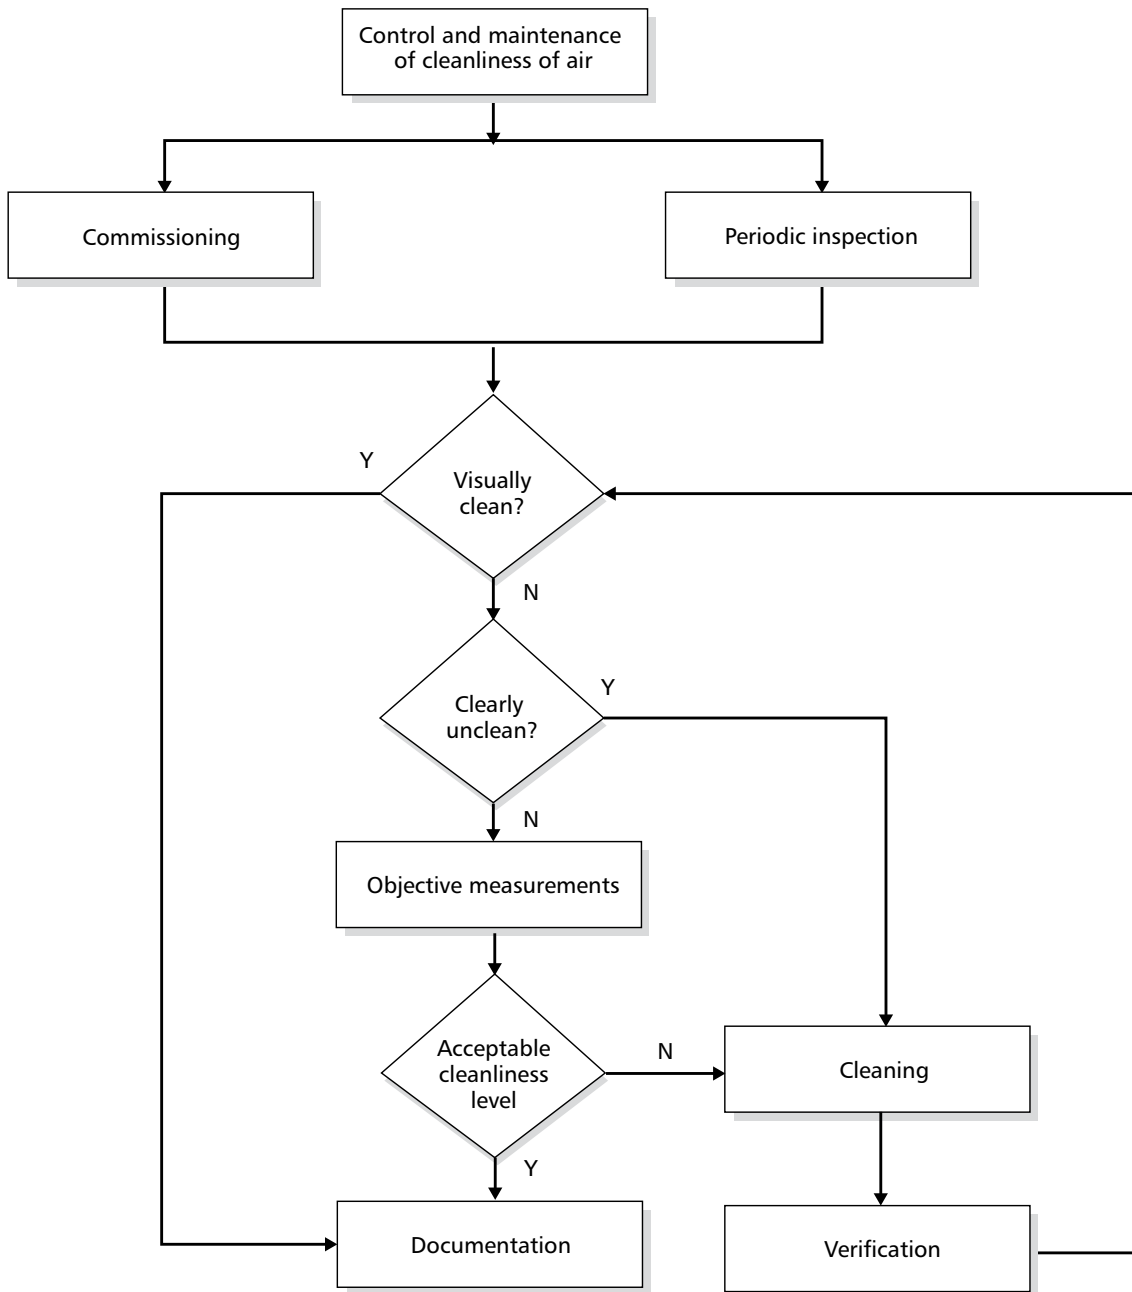 Control and maintenance
of cleanliness of air
Commissioning
Periodic inspection
Y
Visually
clean?
N
Clearly
unclean?
Y
N
Objective measurements
Acceptable
cleanliness
level
N
Cleaning
Y
Documentation
Verification